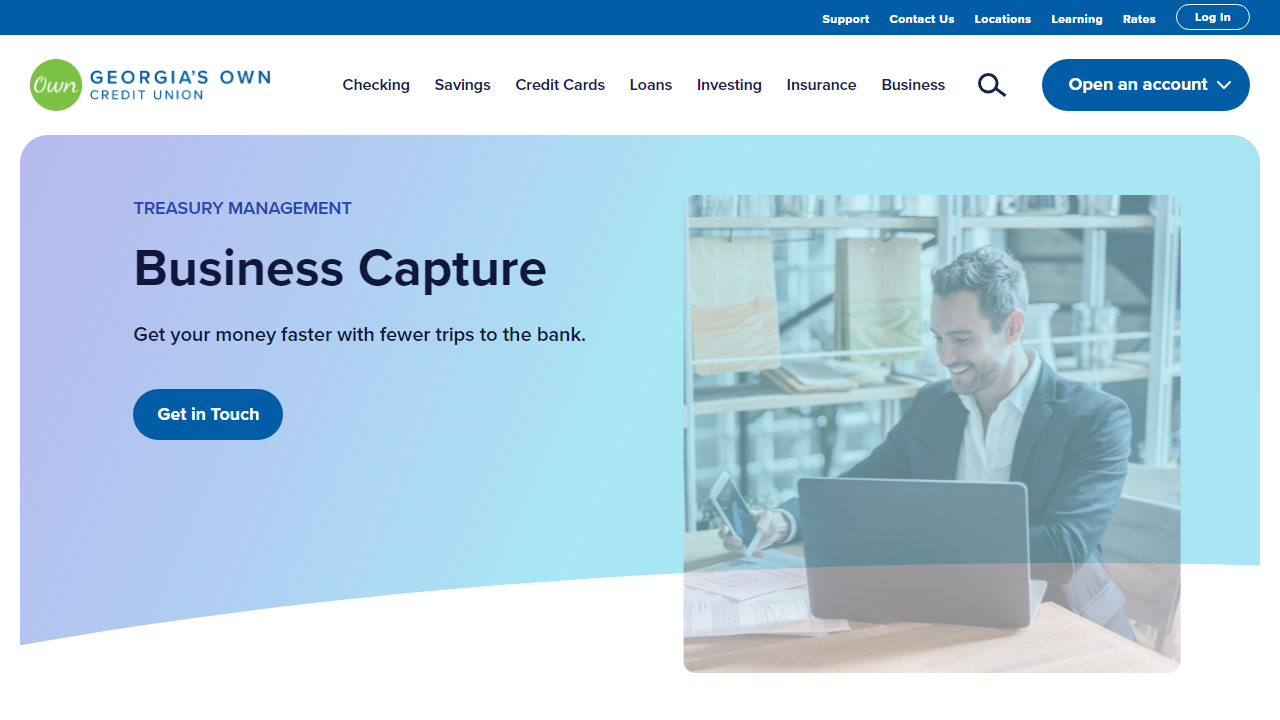 Support Contact Us Locations Learning Rates Log In
Own GEORGIA'S OWN
CREDIT UNION
Checking Savings Credit Cards Loans Investing Insurance Business Open an account
TREASURY MANAGEMENT
Business Capture
Get your money faster with fewer trips to the bank.
Get in Touch